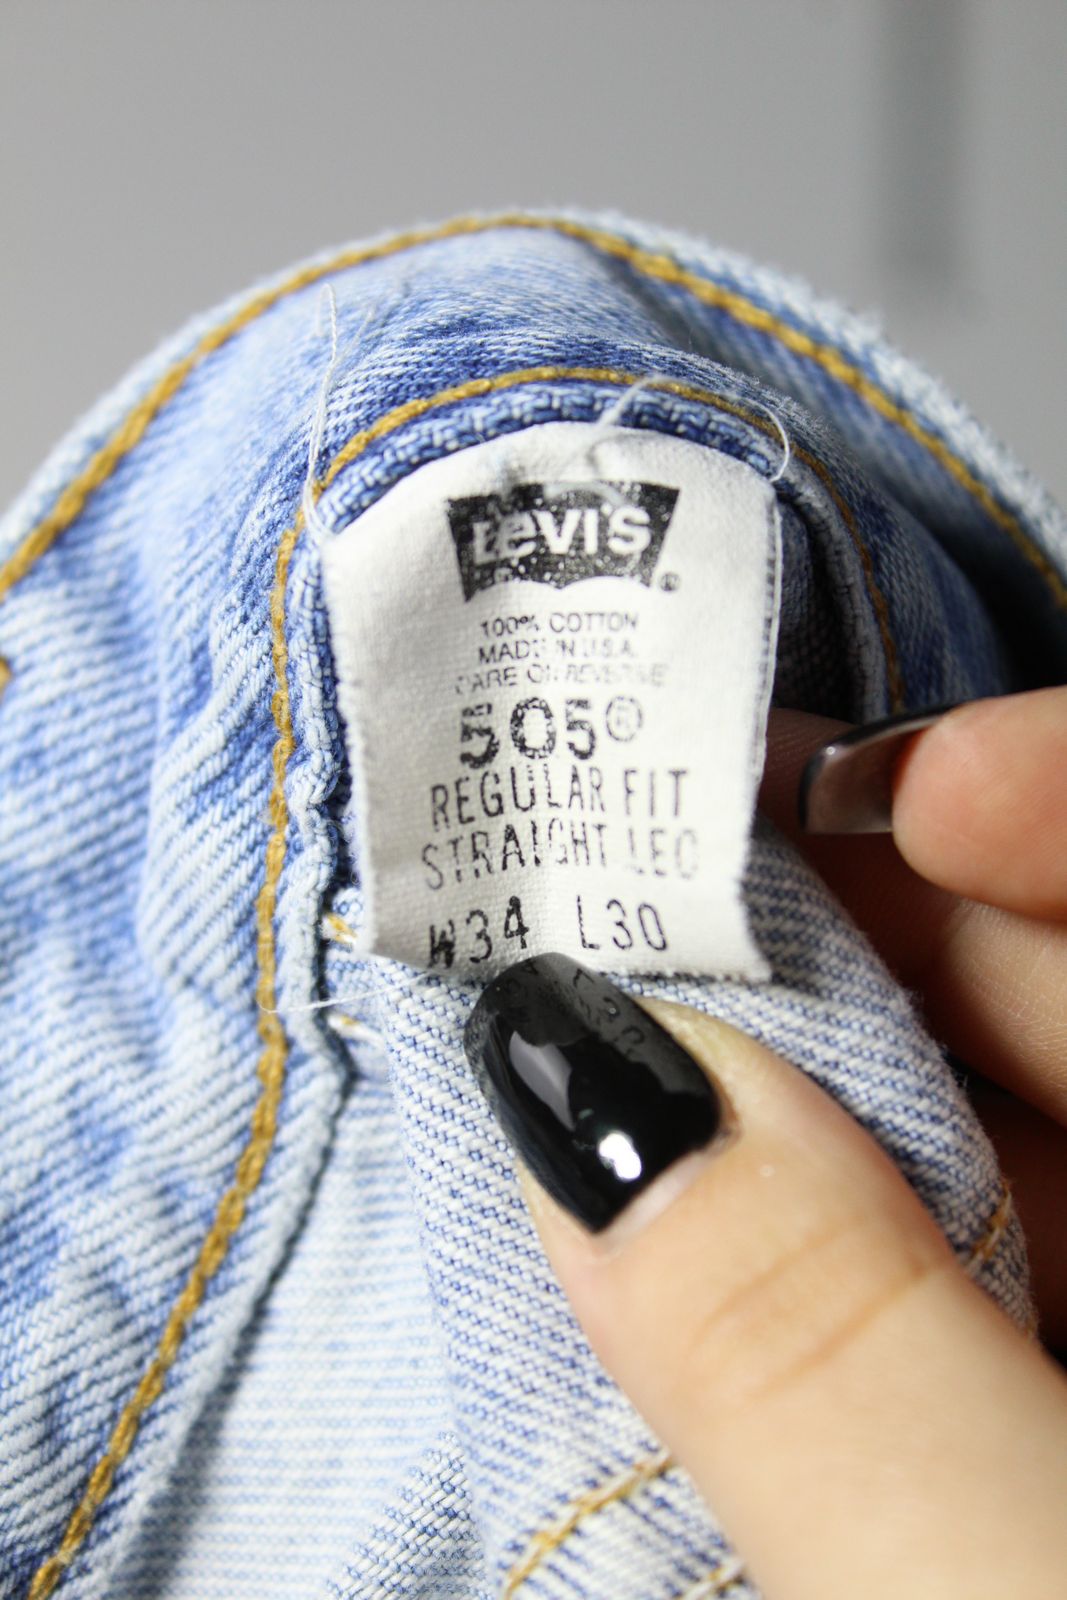 LEVI'S ®
100% COTTON
MADE IN U.S.A.
CARE ON REVERSE
505®
REGULAR FIT
STRAIGHT LEG
W34 L30